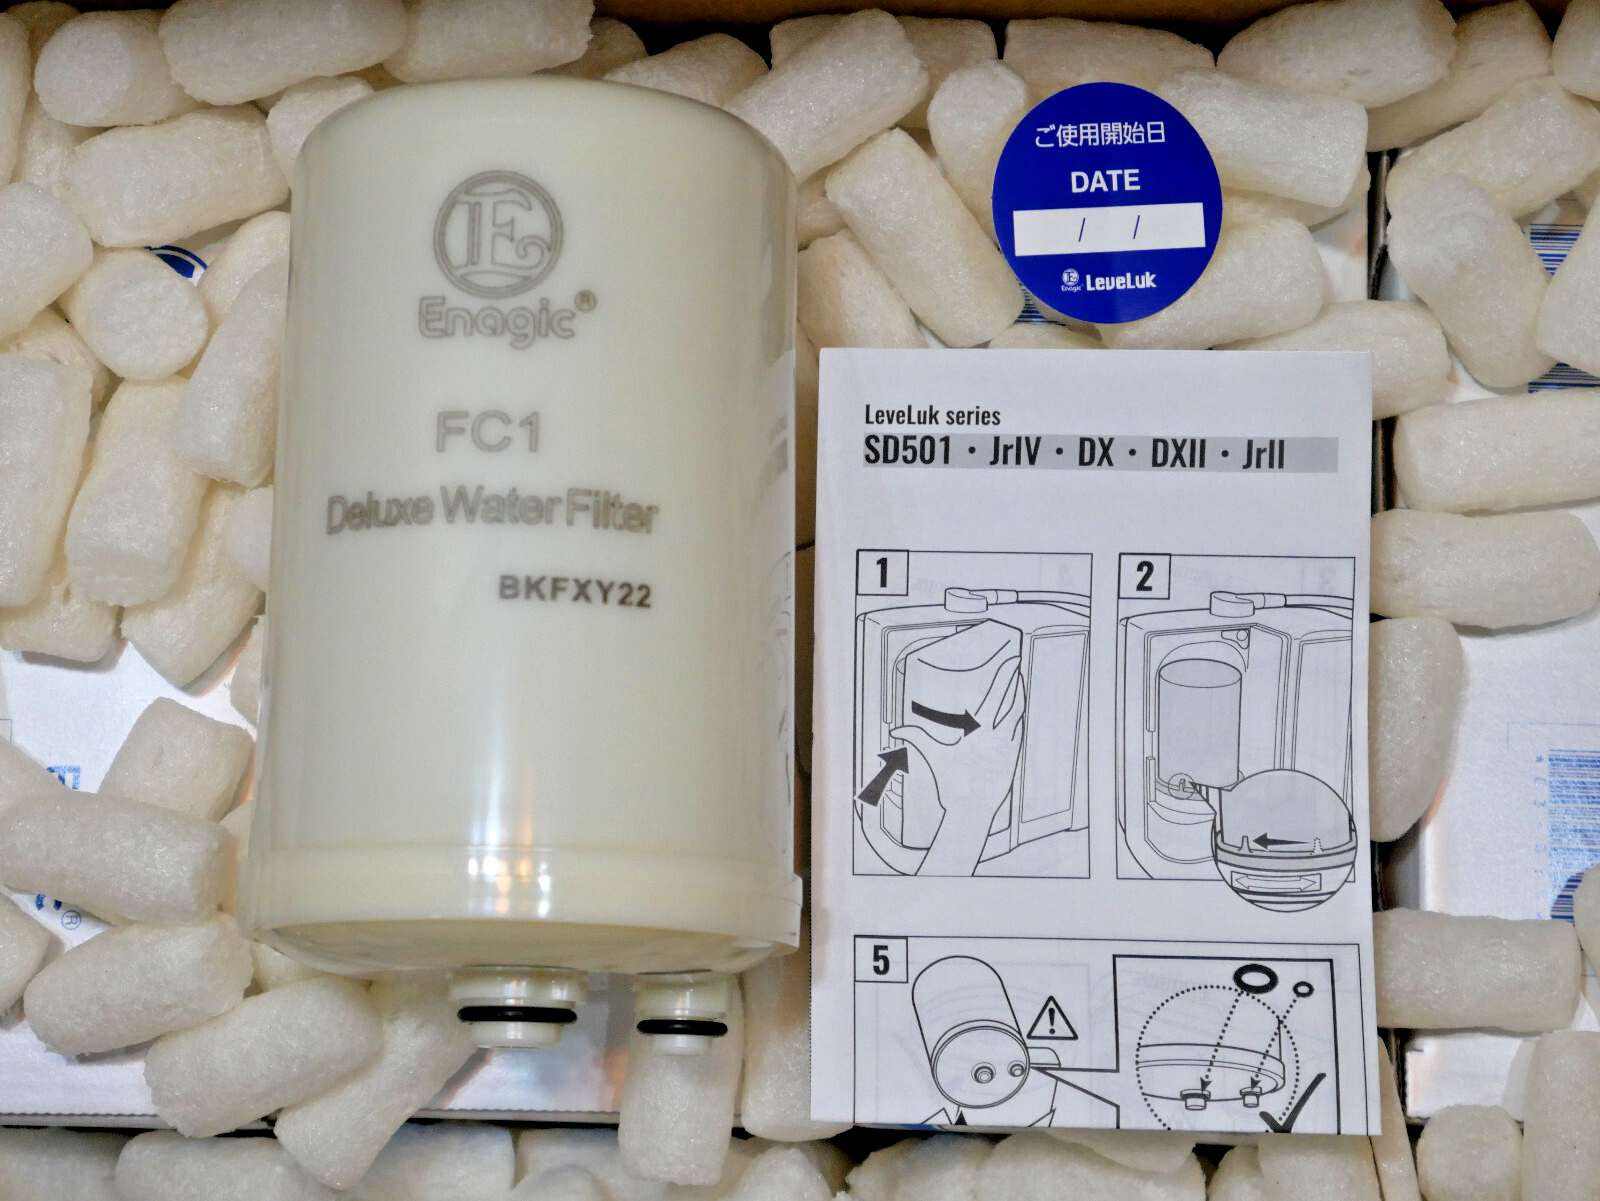 E
Enagic®
FC1
Deluxe Water Filter
BKFXY22
ご使用開始日
DATE
/ /
E
Enagic LeveLuk
LeveLuk series
SD501・JrIV・DX・DXII・JrII
1
2
5
!
®